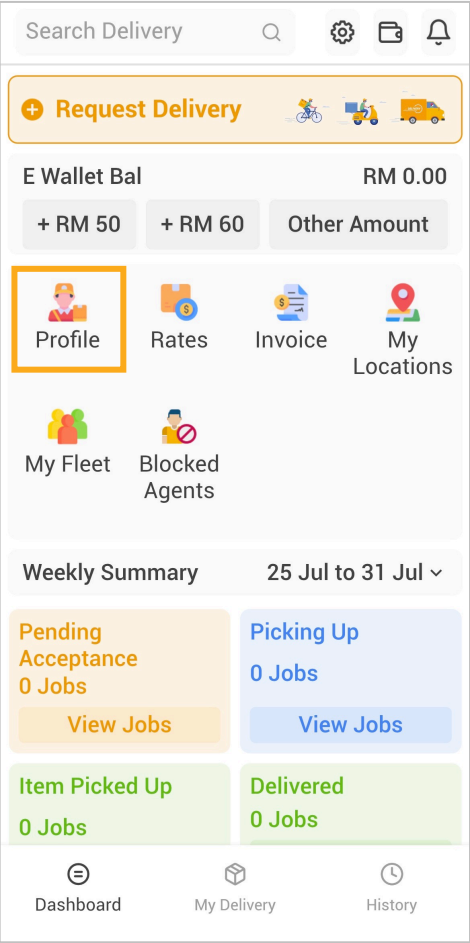 Search Delivery
Request Delivery
E Wallet Bal RM 0.00
+ RM 50 + RM 60 Other Amount
Profile Rates Invoice My
Locations
My Fleet Blocked
Agents
Weekly Summary 25 Jul to 31 Jul
Pending
Acceptance
0 Jobs
View Jobs
Picking Up
0 Jobs
View Jobs
Item Picked Up
0 Jobs
Delivered
0 Jobs
Dashboard My Delivery History